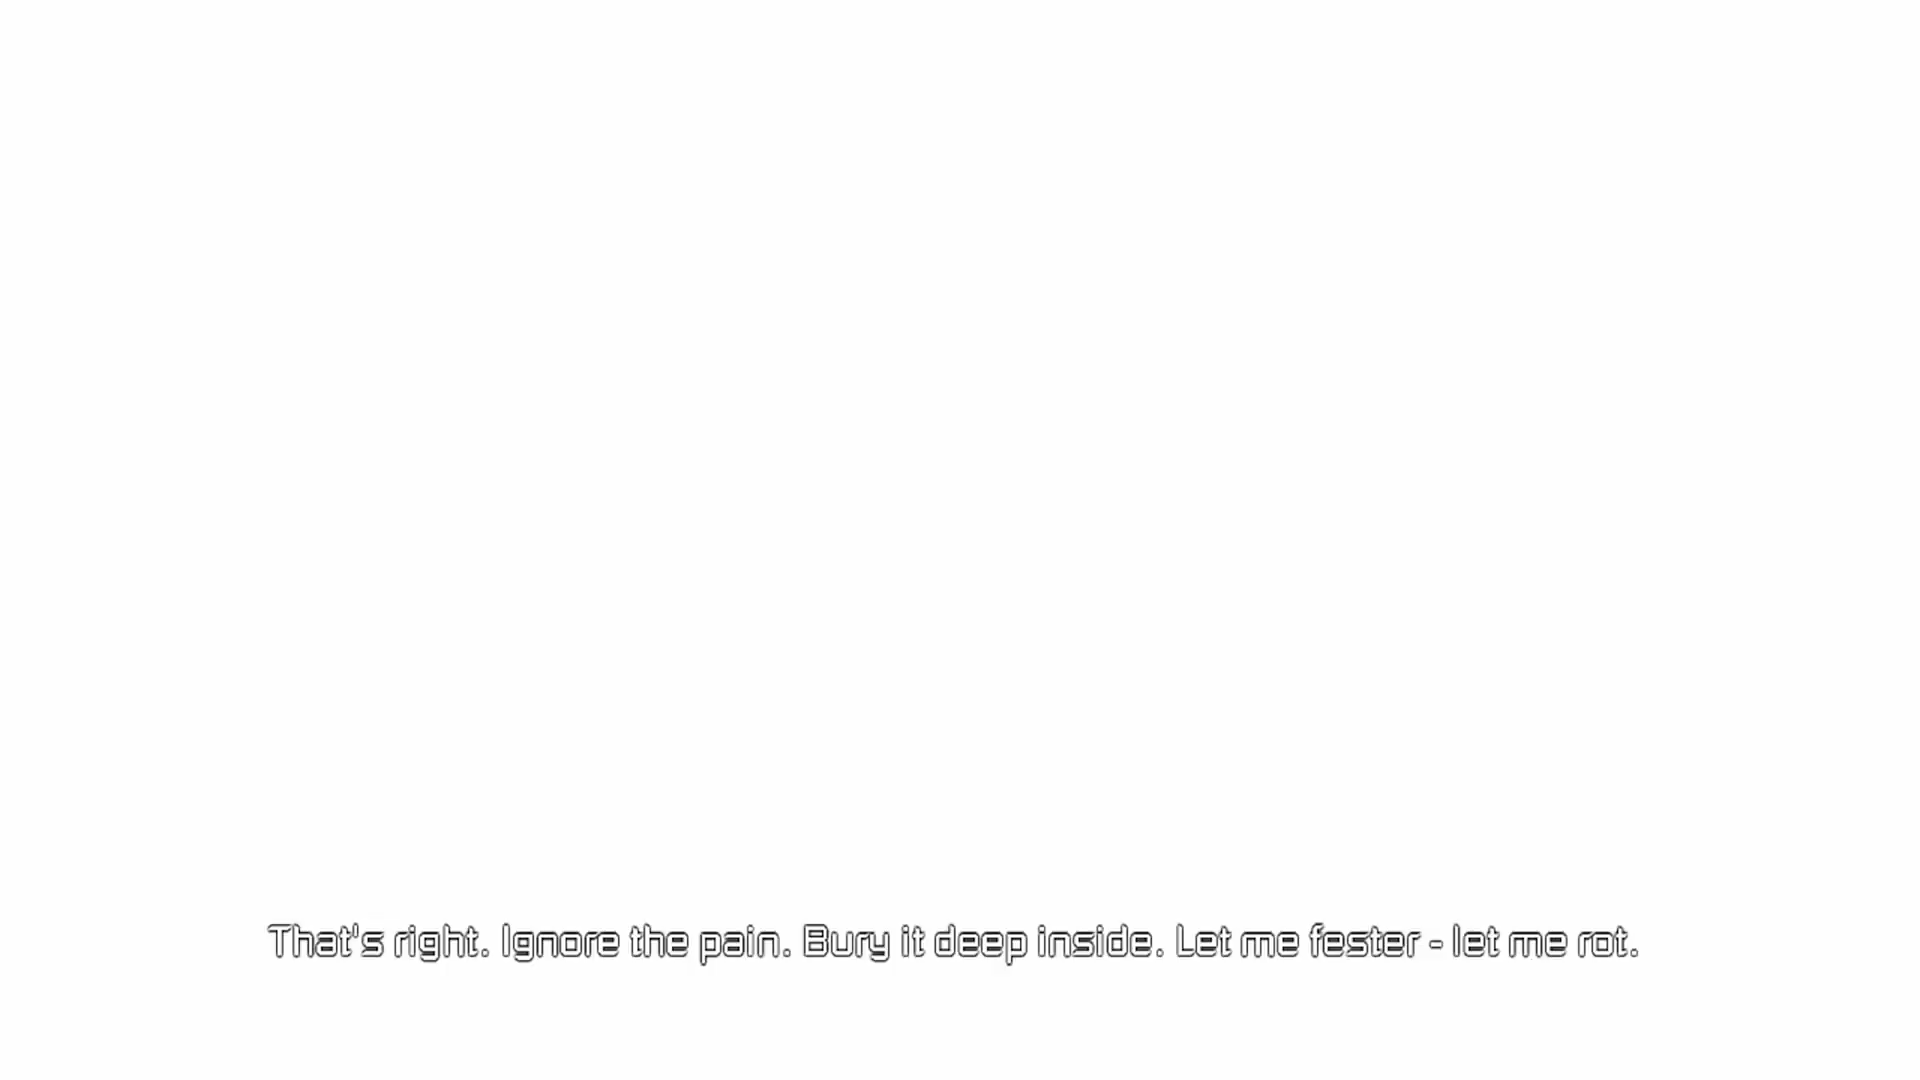 That's right. Ignore the pain. Bury it deep inside. Let me fester - let me rot.